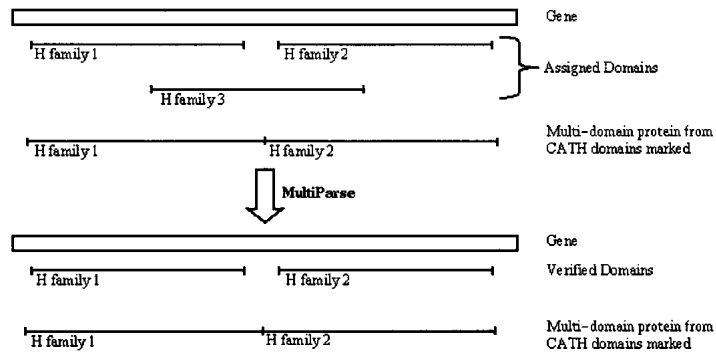 Gene
H family 1 H family 2
Assigned Domains
H family 3
Multi-domain protein from
CATH domains marked
H family 1 H family 2
MultiParse
Gene
Verified Domains
H family 1 H family 2
Multi-domain protein from
CATH domains marked
H family 1 H family 2